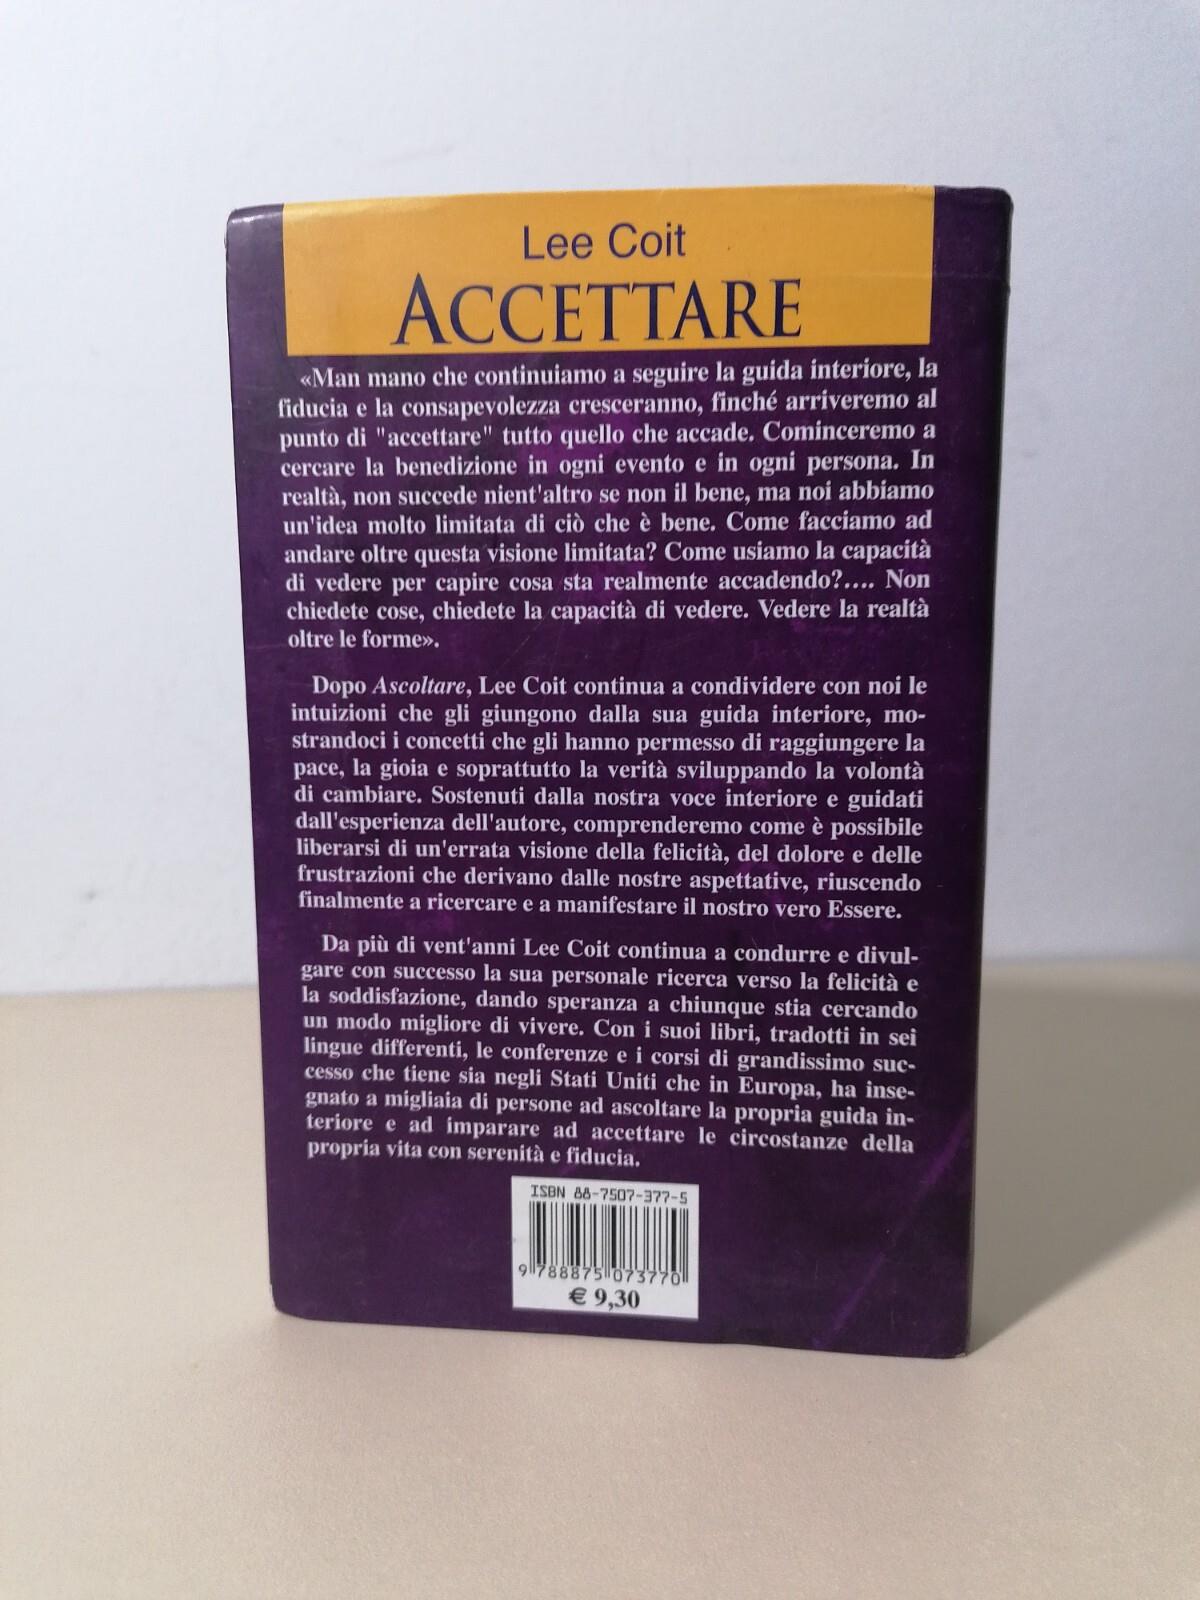 Lee Coit
ACCETTARE
«Man mano che continuiamo a seguire la guida interiore, la
fiducia e la consapevolezza cresceranno, finché arriveremo al
punto di "accettare" tutto quello che accade. Cominceremo a
cercare la benedizione in ogni evento e in ogni persona. In
realtà, non succede nient'altro se non il bene, ma noi abbiamo
un'idea molto limitata di ciò che è bene. Come facciamo ad
andare oltre questa visione limitata? Come usiamo la capacità
di vedere per capire cosa sta realmente accadendo?.... Non
chiedete cose, chiedete la capacità di vedere. Vedere la realtà
oltre le forme».
Dopo Ascoltare, Lee Coit continua a condividere con noi le
intuizioni che gli giungono dalla sua guida interiore, mo-
strandoci i concetti che gli hanno permesso di raggiungere la
pace, la gioia e soprattutto la verità sviluppando la volontà
di cambiare. Sostenuti dalla nostra voce interiore e guidati
dall'esperienza dell'autore, comprenderemo come è possibile
liberarsi di un'errata visione della felicità, del dolore e delle
frustrazioni che derivano dalle nostre aspettative, riuscendo
finalmente a ricercare e a manifestare il nostro vero Essere.
Da più di vent'anni Lee Coit continua a condurre e divul-
gare con successo la sua personale ricerca verso la felicità e
la soddisfazione, dando speranza a chiunque stia cercando
un modo migliore di vivere. Con i suoi libri, tradotti in sei
lingue differenti, le conferenze e i corsi di grandissimo suc-
cesso che tiene sia negli Stati Uniti che in Europa, ha inse-
gnato a migliaia di persone ad ascoltare la propria guida in-
teriore e ad imparare ad accettare le circostanze della
propria vita con serenità e fiducia.
ISBN 88-7507-377-5
9 788875 073770
€ 9,30